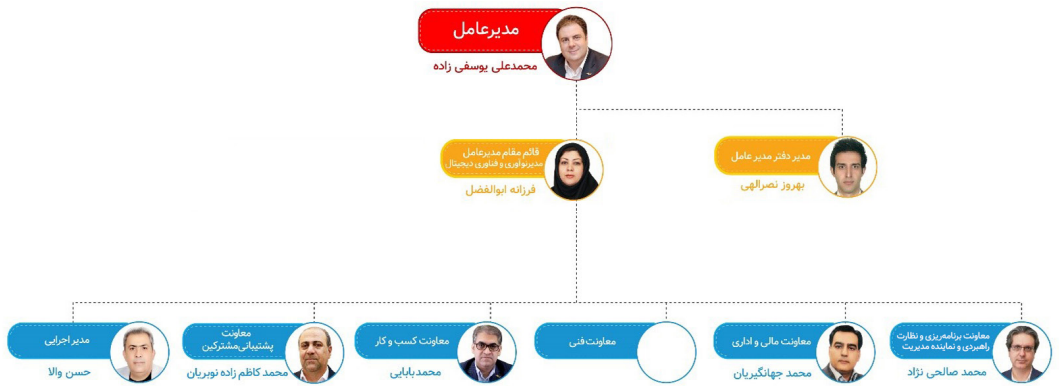 مدیرعامل
محمدعلی یوسفی زاده
مدیر دفتر مدیر عامل
بهروز نصرالهی
قائم مقام مدیرعامل
مدیرنوآوری و فناوری دیجیتال
فرزانه ابوالفضل
معاونت برنامه‌ریزی و نظارت
راهبردی و نماینده مدیریت
محمد صالحی نژاد
معاونت مالی و اداری
محمد جهانگیریان
معاونت فنی
معاونت کسب و کار
محمدبابایی
معاونت
پشتیبانی‌مشترکین
محمد کاظم زاده نوبریان
مدیر اجرایی
حسن والا